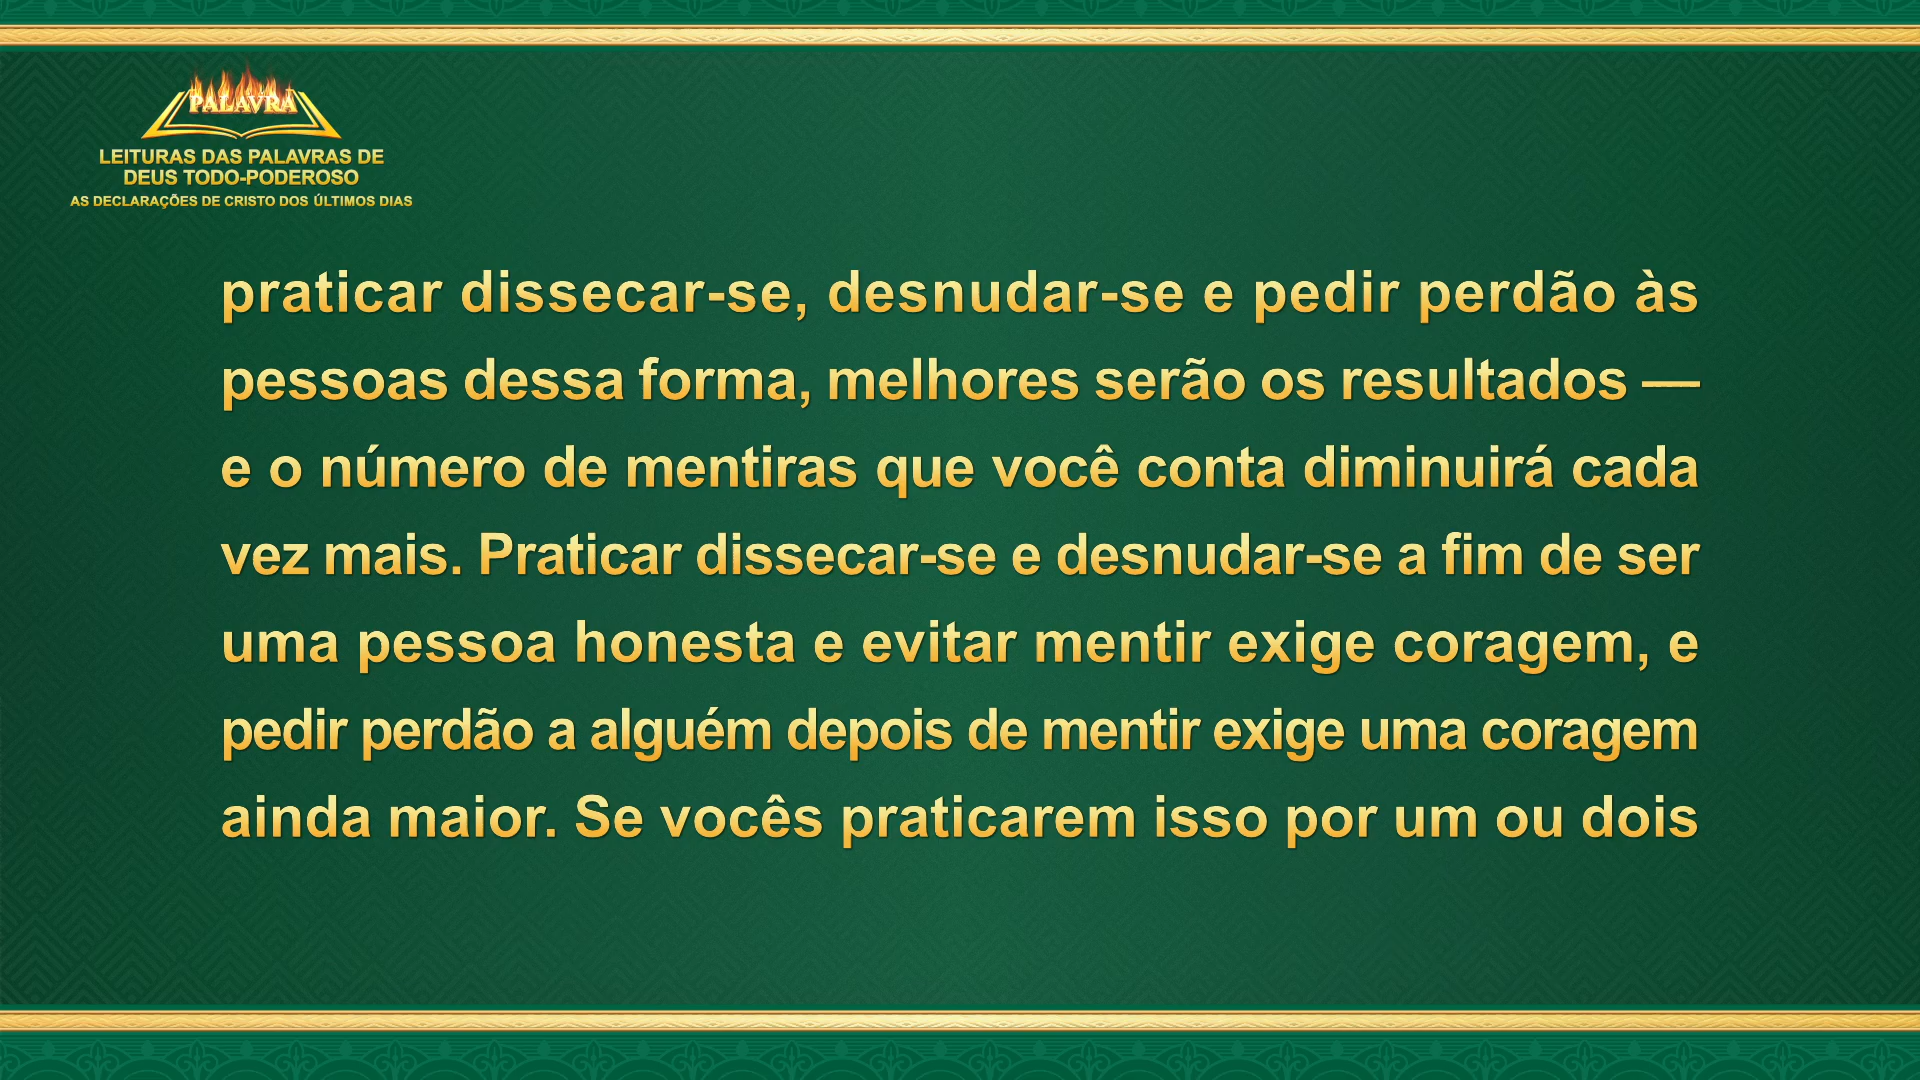 PALAVRA
LEITURAS DAS PALAVRAS DE
DEUS TODO-PODEROSO
AS DECLARAÇÕES DE CRISTO DOS ÚLTIMOS DIAS
praticar dissecar-se, desnudar-se e pedir perdão às
pessoas dessa forma, melhores serão os resultados —
e o número de mentiras que você conta diminuirá cada
vez mais. Praticar dissecar-se e desnudar-se a fim de ser
uma pessoa honesta e evitar mentir exige coragem, e
pedir perdão a alguém depois de mentir exige uma coragem
ainda maior. Se vocês praticarem isso por um ou dois